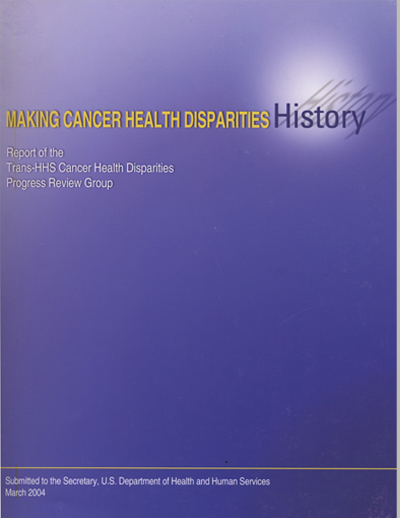 MAKING CANCER HEALTH DISPARITIES History
Report of the
Trans-HHS Cancer Health Disparities
Progress Review Group
Submitted to the Secretary, U.S. Department of Health and Human Services
March 2004